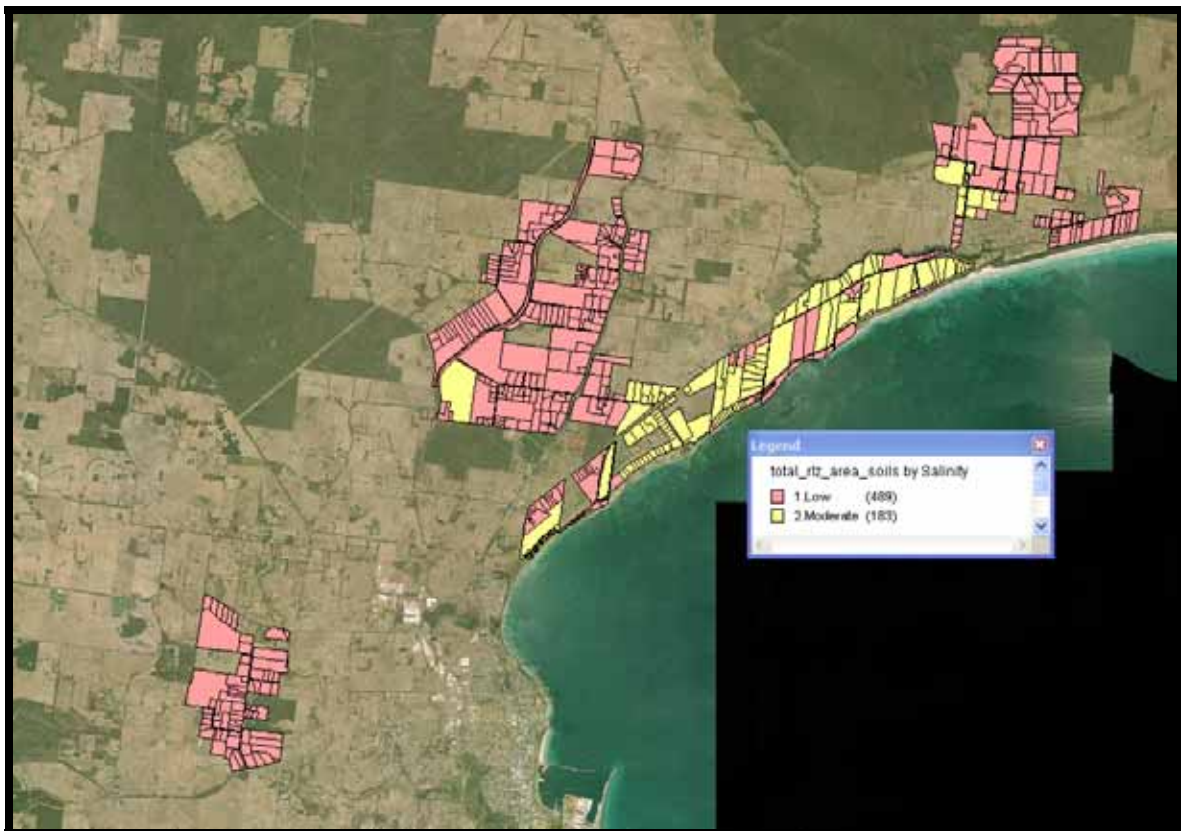 Legend
total_rlz_area_soils by Salinity
1.Low (489)
2.Moderate (183)